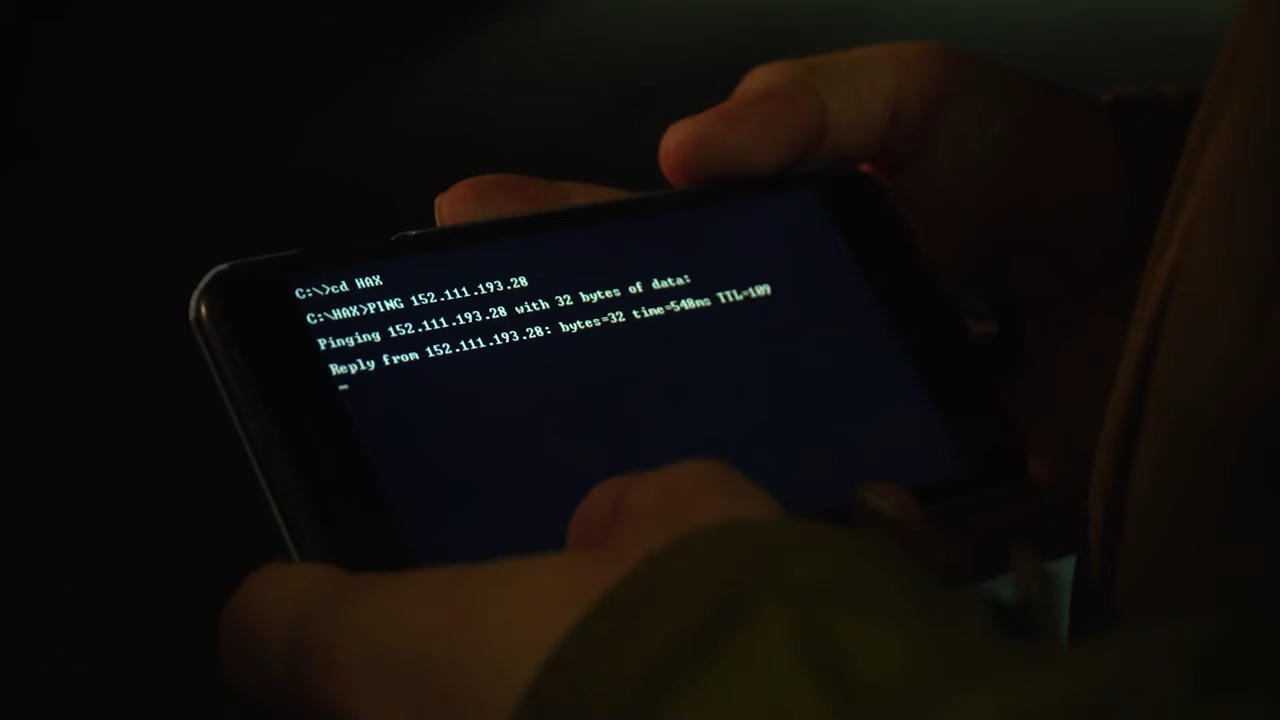 C:\>cd HAX
C:\HAX>PING 152.111.193.28
Pinging 152.111.193.28 with 32 bytes of data:
Reply from 152.111.193.28: bytes=32 time=548ms TTL=109
_